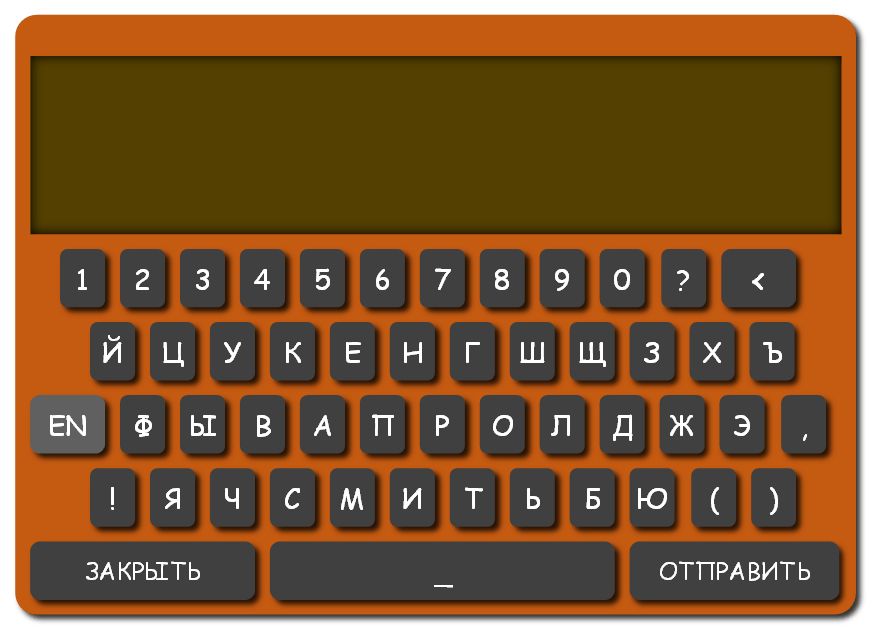 1 2 3 4 5 6 7 8 9 0 ? <
Й Ц У К Е Н Г Ш Щ З Х Ъ
EN Ф Ы В А П Р О Л Д Ж Э ,
! Я Ч С М И Т Ь Б Ю ( )
ЗАКРЫТЬ _ ОТПРАВИТЬ